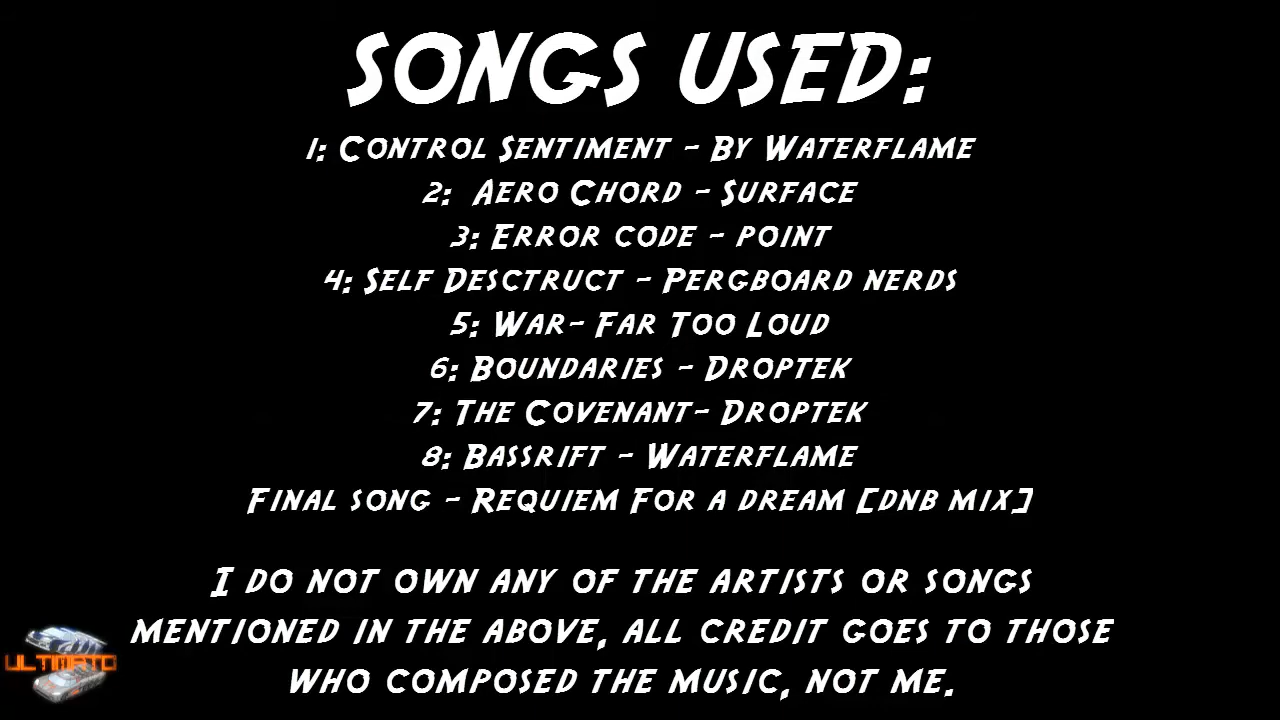 SONGS USED:
1: CONTROL SENTIMENT - BY WATERFLAME
2: AERO CHORD - SURFACE
3: ERROR CODE - POINT
4: SELF DESCTRUCT - PERGBOARD NERDS
5: WAR- FAR TOO LOUD
6: BOUNDARIES - DROPTEK
7: THE COVENANT- DROPTEK
8: BASSRIFT - WATERFLAME
FINAL SONG - REQUIEM FOR A DREAM [DNB MIX]
I DO NOT OWN ANY OF THE ARTISTS OR SONGS
MENTIONED IN THE ABOVE, ALL CREDIT GOES TO THOSE
WHO COMPOSED THE MUSIC, NOT ME.
ULTIMATO